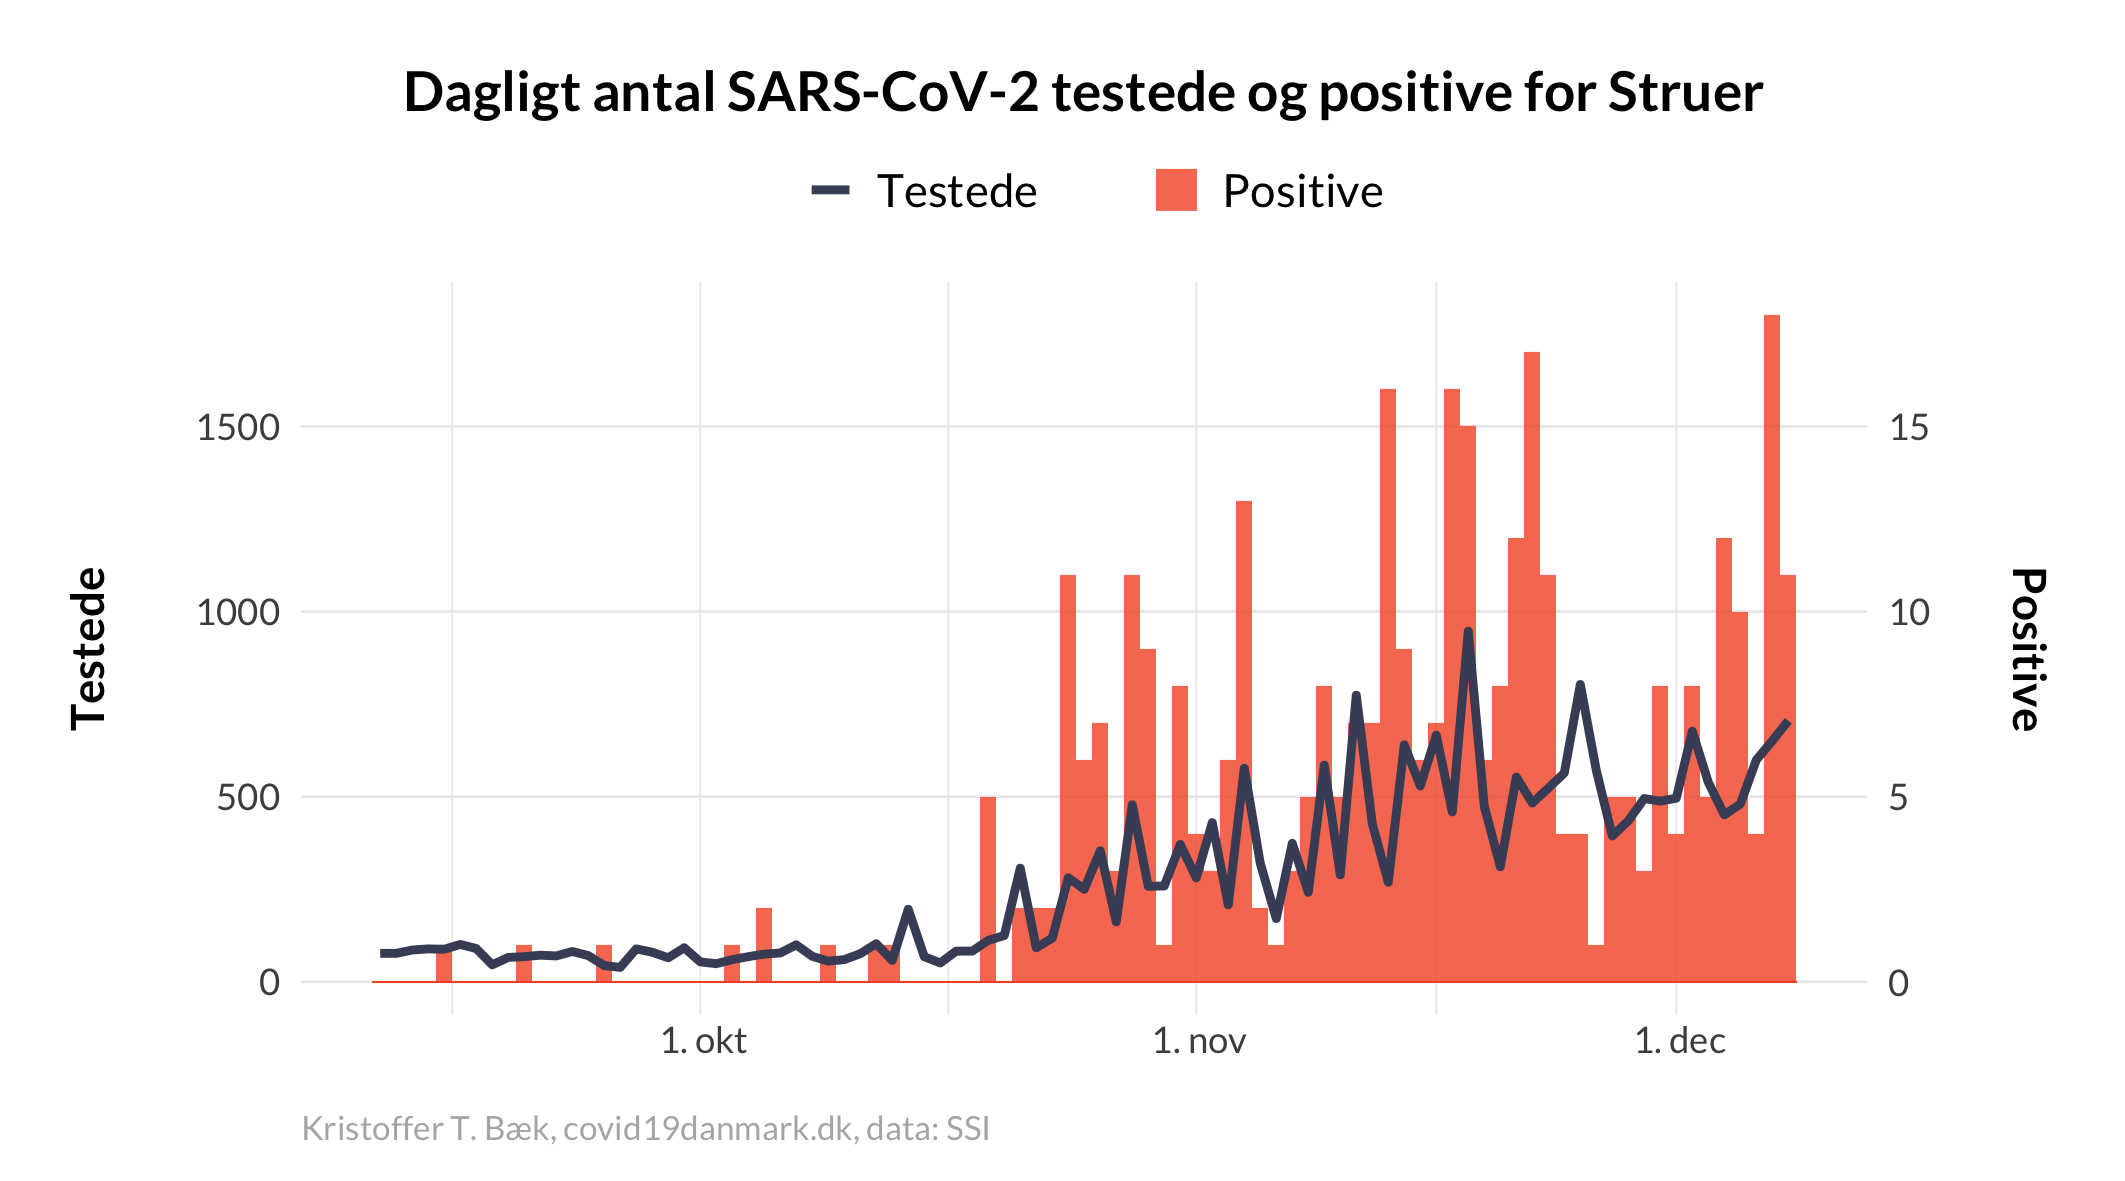 Dagligt antal SARS-CoV-2 testede og positive for Struer
Testede
Positive
1500
1000
500
0
15
10
5
0
Testede
Positive
1. okt
1. nov
1. dec
Kristoffer T. Bæk, covid19danmark.dk, data: SSI